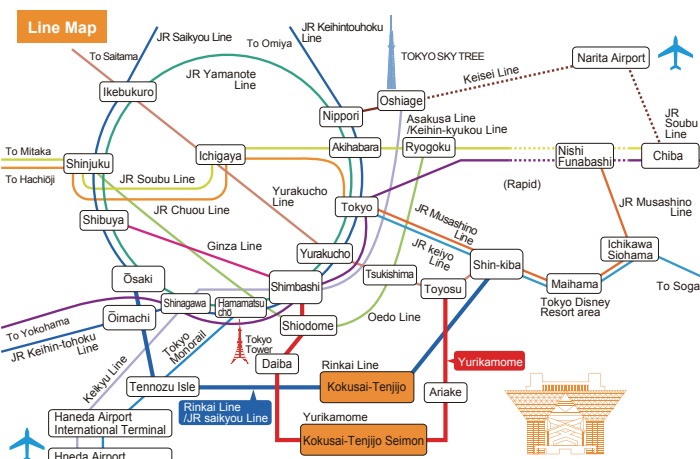 Line Map
JR Saikyou Line
JR Keihintouhoku
Line
To Saitama
To Omiya
TOKYO SKY TREE
Narita Airport
JR Yamanote
Line
Keisei Line
Ikebukuro
Oshiage
Nippori
Asakusa Line
/Keihin-kyukou Line
JR
Soubu
Line
To Mitaka
Ichigaya
Akihabara
Ryogoku
Nishi
Funabashi
Chiba
Shinjuku
To Hachiōji
JR Soubu Line
(Rapid)
Yurakucho
Line
JR Chuou Line
Tokyo
JR Musashino
Line
JR Musashino
Line
Shibuya
Ginza Line
JR keiyo
Line
Yurakucho
Ichikawa
Siohama
Ōsaki
Shimbashi
Tsukishima
Shin-kiba
Toyosu
Maihama
To Soga
Shinagawa
Hamamatsu
chō
Tokyo Disney
Resort area
Ōimachi
Shiodome
Oedo Line
To Yokohama
JR Keihin-tohoku
Line
Tokyo
Monorail
Tokyo
Tower
Daiba
Rinkai Line
Yurikamome
Keikyu Line
Tennozu Isle
Kokusai-Tenjijo
Ariake
Rinkai Line
/JR saikyou Line
Haneda Airport
International Terminal
Yurikamome
Kokusai-Tenjijo Seimon
Hneda Airport